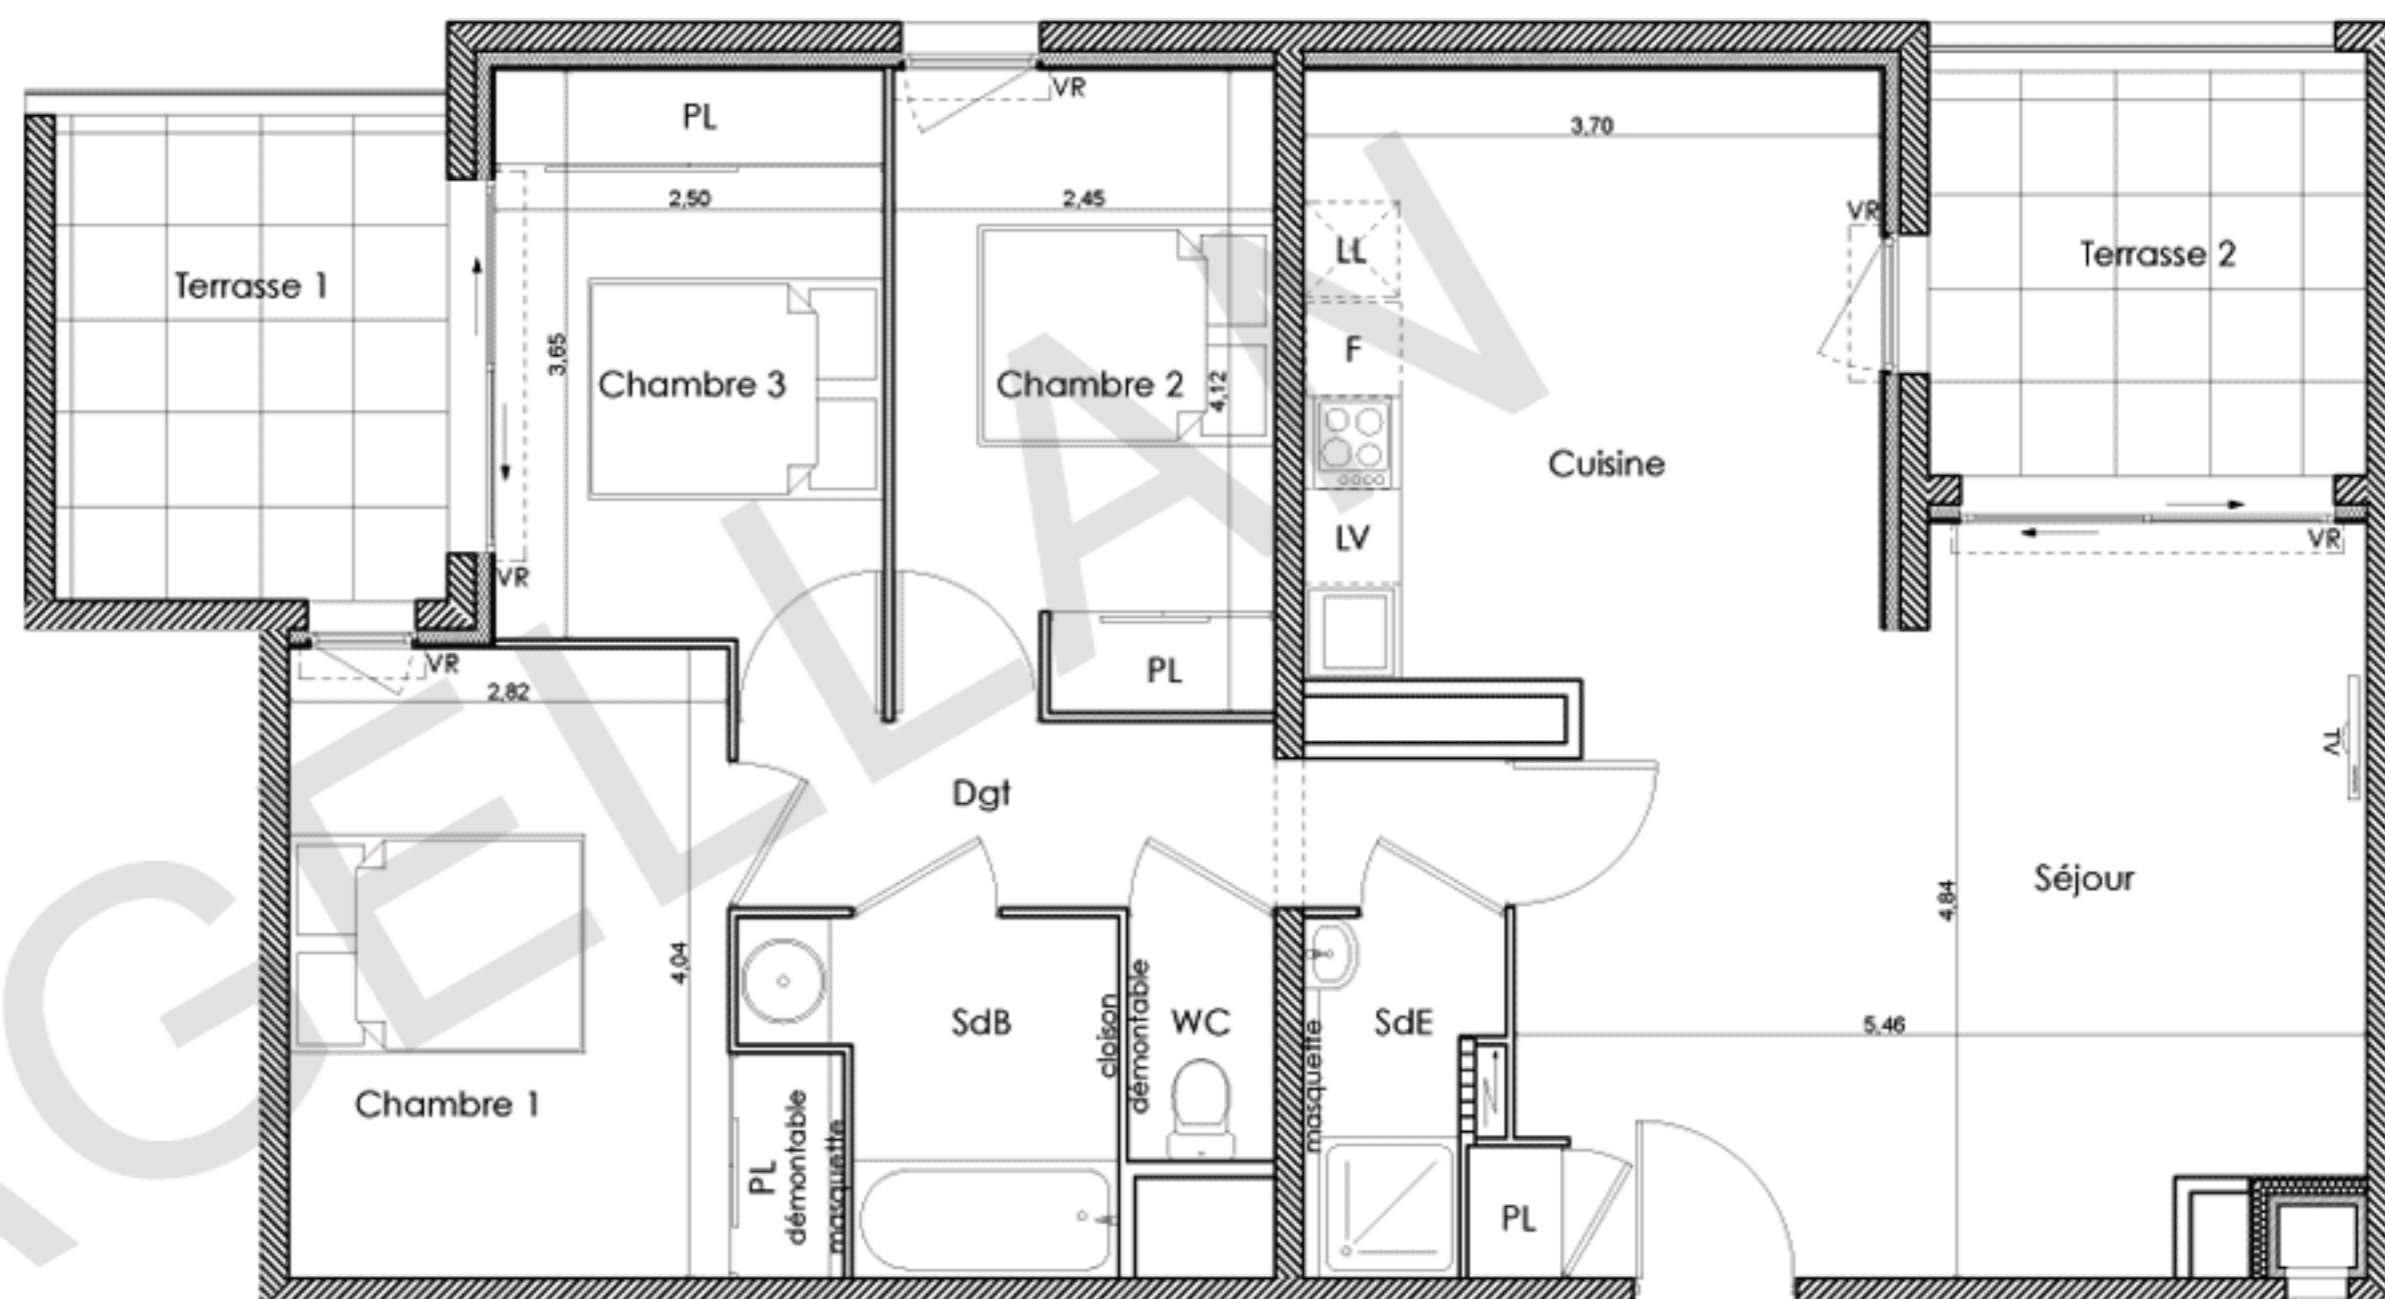 PL
VR
3,70
2,50
2,45
VR
LL
Terrasse 2
Terrasse 1
3,65
F
Chambre 3
Chambre 2
4,12
Cuisine
LV
VR
VR
VR
PL
2,82
TV
Dgt
Séjour
4,84
4,04
SdB
cloison
démontable
WC
masquette
SdE
5,46
Chambre 1
PL
démontable
masquette
PL
GELLAN